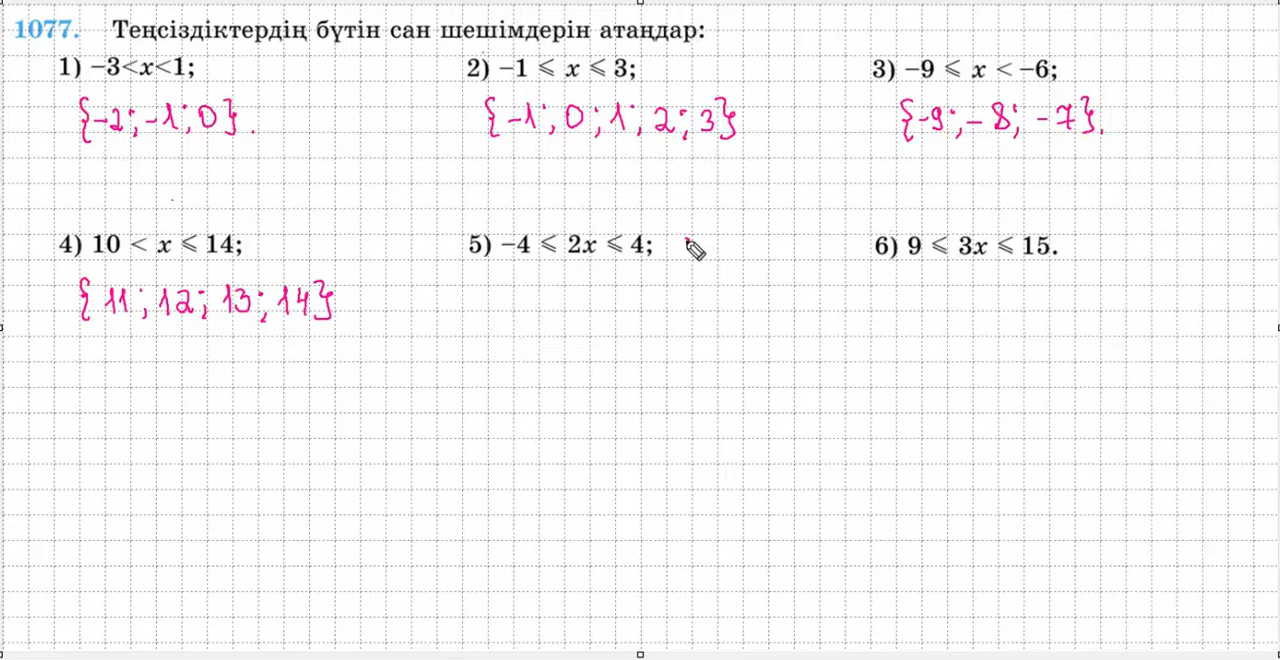 1077. Теңсіздіктердің бүтін сан шешімдерін атаңдар:
1) −3<x<1; 2) −1 ⩽ x ⩽ 3; 3) −9 ⩽ x < −6;
{-2; -1; 0}. {-1; 0; 1; 2; 3} {-9; -8; -7}.
4) 10 < x ⩽ 14; 5) −4 ⩽ 2x ⩽ 4; 6) 9 ⩽ 3x ⩽ 15.
{11; 12; 13; 14}